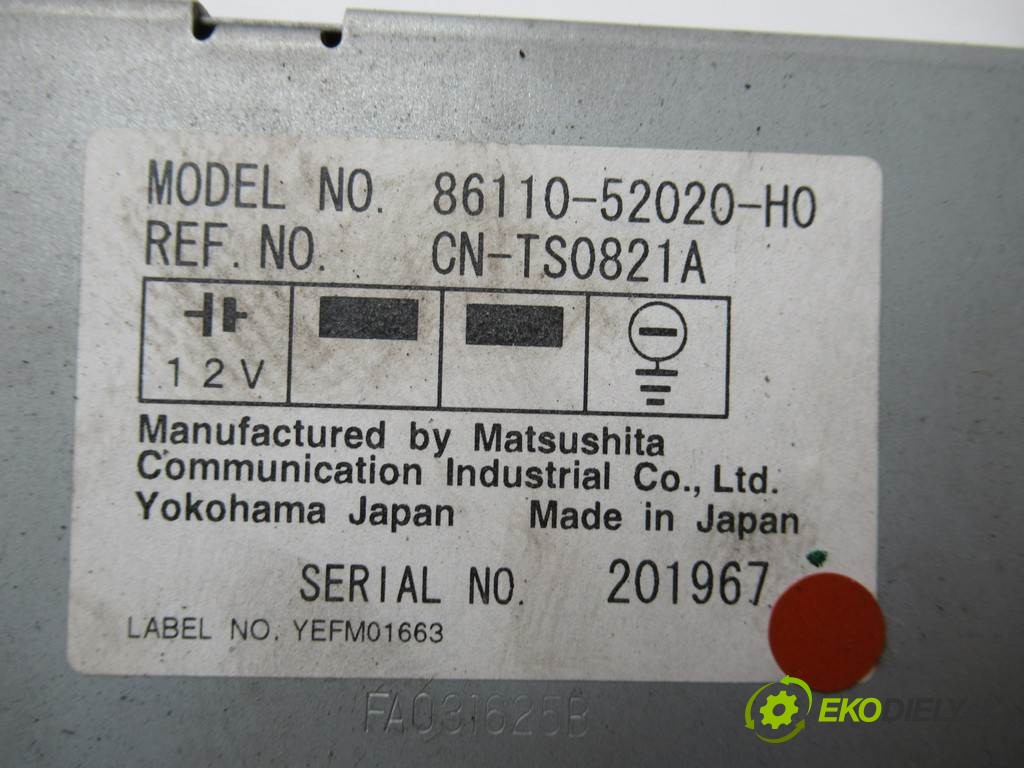 MODEL NO. 86110-52020-H0
REF. NO. CN-TS0821A
12V
Manufactured by Matsushita
Communication Industrial Co., Ltd.
Yokohama Japan Made in Japan
SERIAL NO. 201967
LABEL NO. YEFM01663
FA031625B
EKODIELY